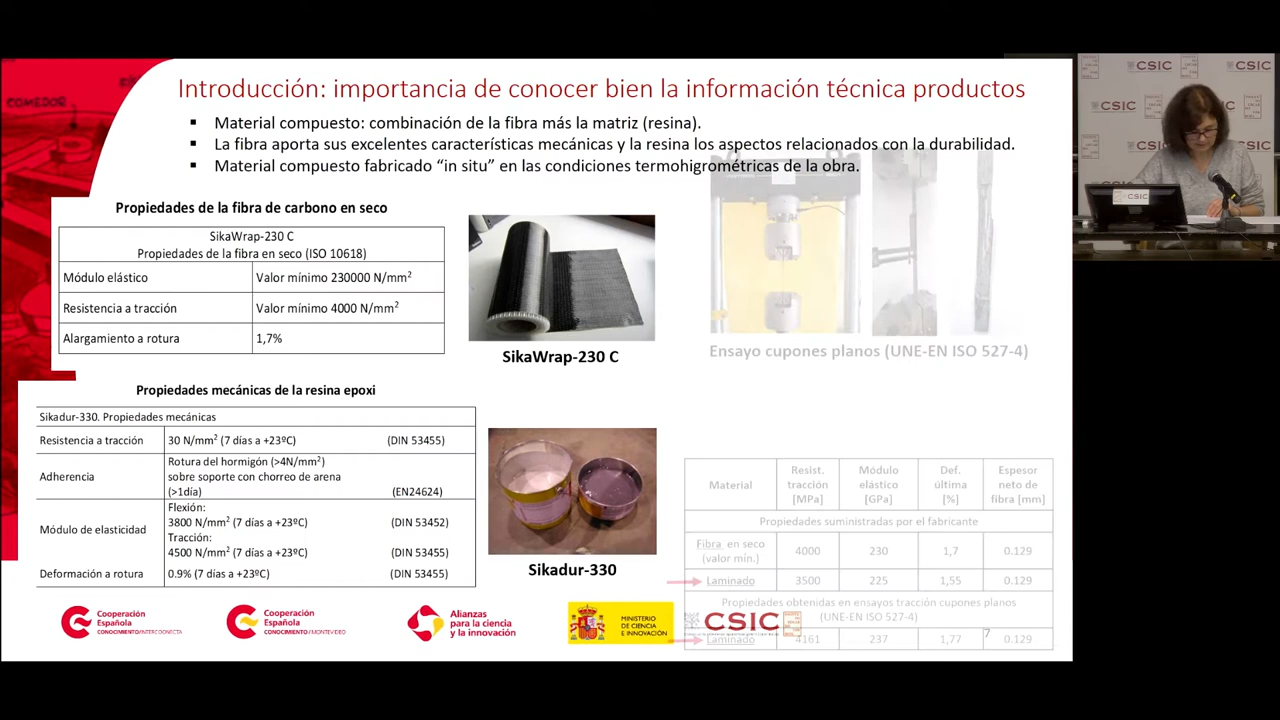 Introducción: importancia de conocer bien la información técnica productos
▪ Material compuesto: combinación de la fibra más la matriz (resina).
▪ La fibra aporta sus excelentes características mecánicas y la resina los aspectos relacionados con la durabilidad.
▪ Material compuesto fabricado “in situ” en las condiciones termohigrométricas de la obra.
COMEDOR
Propiedades de la fibra de carbono en seco
SikaWrap-230 C
Propiedades de la fibra en seco (ISO 10618)
Módulo elástico Valor mínimo 230000 N/mm²
Resistencia a tracción Valor mínimo 4000 N/mm²
Alargamiento a rotura 1,7%
SikaWrap-230 C
Ensayo cupones planos (UNE-EN ISO 527-4)
Propiedades mecánicas de la resina epoxi
Sikadur-330. Propiedades mecánicas
Resistencia a tracción 30 N/mm² (7 días a +23ºC) (DIN 53455)
Adherencia Rotura del hormigón (>4N/mm²)
sobre soporte con chorreo de arena
(>1día) (EN24624)
Módulo de elasticidad Flexión:
3800 N/mm² (7 días a +23ºC) (DIN 53452)
Tracción:
4500 N/mm² (7 días a +23ºC) (DIN 53455)
Deformación a rotura 0.9% (7 días a +23ºC) (DIN 53455)
Sikadur-330
Material Resist. tracción [MPa] Módulo elástico [GPa] Def. última [%] Espesor neto de fibra [mm]
Propiedades suministradas por el fabricante
Fibra en seco (valor mín.) 4000 230 1,7 0.129
Laminado 3500 225 1,55 0.129
Propiedades obtenidas en ensayos tracción cupones planos
(UNE-EN ISO 527-4)
Laminado 4161 237 1,77 0.129
Cooperación
Española
CONOCIMIENTO/INTERCOONECTA
Cooperación
Española
CONOCIMIENTO/MONTEVIDEO
Alianzas
para la ciencia
y la innovación
MINISTERIO
DE CIENCIA
E INNOVACIÓN
CSIC
7
CSIC
CSIC
CSIC
CSIC
CSIC
CSIC